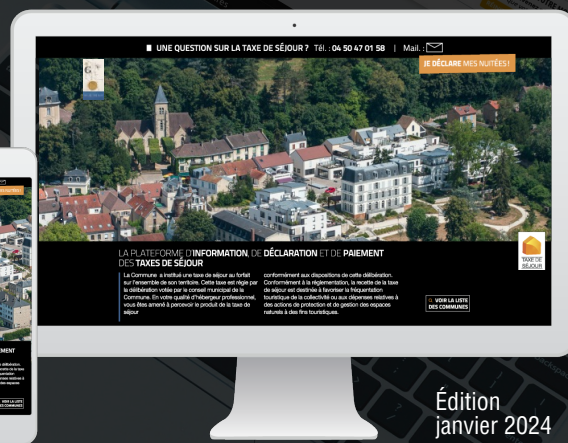 UNE QUESTION SUR LA TAXE DE SÉJOUR ? Tél. : 04 50 47 01 58 | Mail. :
JE DÉCLARE MES NUITÉES !
LA PLATEFORME D'INFORMATION, DE DÉCLARATION ET DE PAIEMENT
DES TAXES DE SÉJOUR
La Commune a institué une taxe de séjour au forfait
sur l'ensemble de son territoire. Cette taxe est régie par
la délibération votée par le conseil municipal de la
Commune. En votre qualité d'hébergeur professionnel,
vous êtes amené à percevoir le produit de la taxe de
séjour
conformément aux dispositions de cette délibération.
Conformément à la réglementation, la recette de la taxe
de séjour est destinée à favoriser la fréquentation
touristique de la collectivité ou aux dépenses relatives à
des actions de protection et de gestion des espaces
naturels à des fins touristiques.
TAXE DE
SÉJOUR
VOIR LA LISTE
DES COMMUNES
VOIR LA LISTE
DES COMMUNES
Édition
janvier 2024